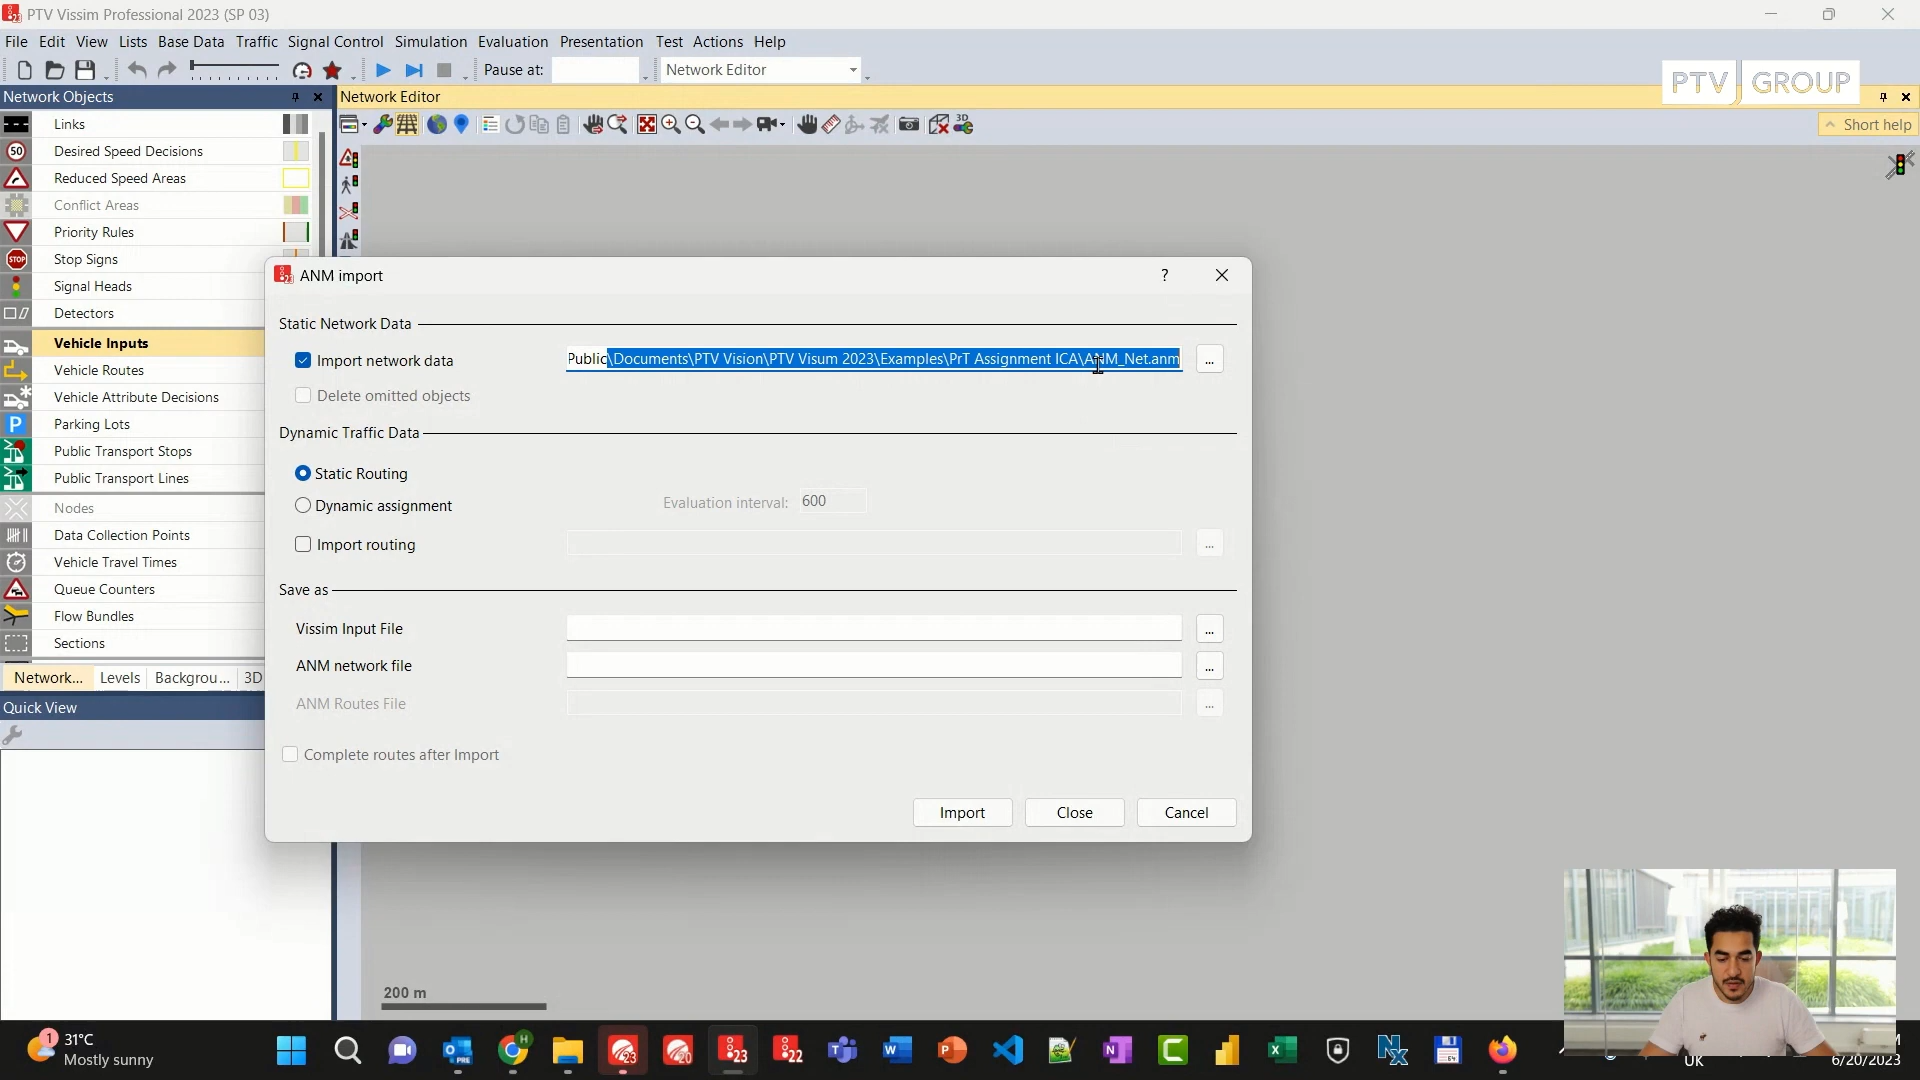 PTV Vissim Professional 2023 (SP 03)
File Edit View Lists Base Data Traffic Signal Control Simulation Evaluation Presentation Test Actions Help
Pause at: Network Editor
PTV GROUP
Network Objects
Network Editor
Short help
Links
50 Desired Speed Decisions
Reduced Speed Areas
Conflict Areas
Priority Rules
STOP Stop Signs
Signal Heads
Detectors
Vehicle Inputs
Vehicle Routes
Vehicle Attribute Decisions
P Parking Lots
Public Transport Stops
Public Transport Lines
Nodes
Data Collection Points
Vehicle Travel Times
Queue Counters
Flow Bundles
Sections
Network... Levels Backgrou... 3D
Quick View
ANM import
?
Static Network Data
Import network data Public\Documents\PTV Vision\PTV Visum 2023\Examples\PrT Assignment ICA\ANM_Net.anm ...
Delete omitted objects
Dynamic Traffic Data
Static Routing
Dynamic assignment Evaluation interval: 600
Import routing ...
Save as
Vissim Input File ...
ANM network file ...
ANM Routes File ...
Complete routes after Import
Import Close Cancel
200 m
1 31°C
Mostly sunny
UK
6/20/2023